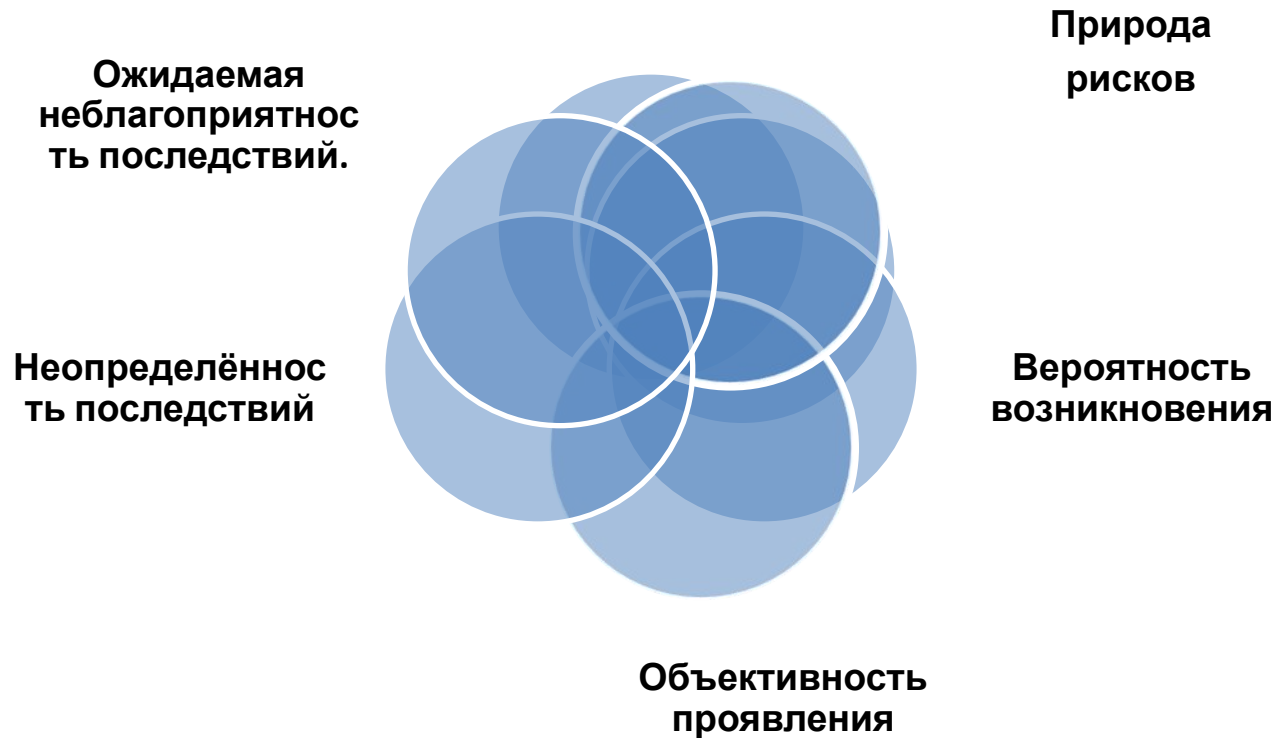 Природа
рисков
Ожидаемая
неблагоприятнос
ть последствий.
Неопределённос
ть последствий
Вероятность
возникновения
Объективность
проявления